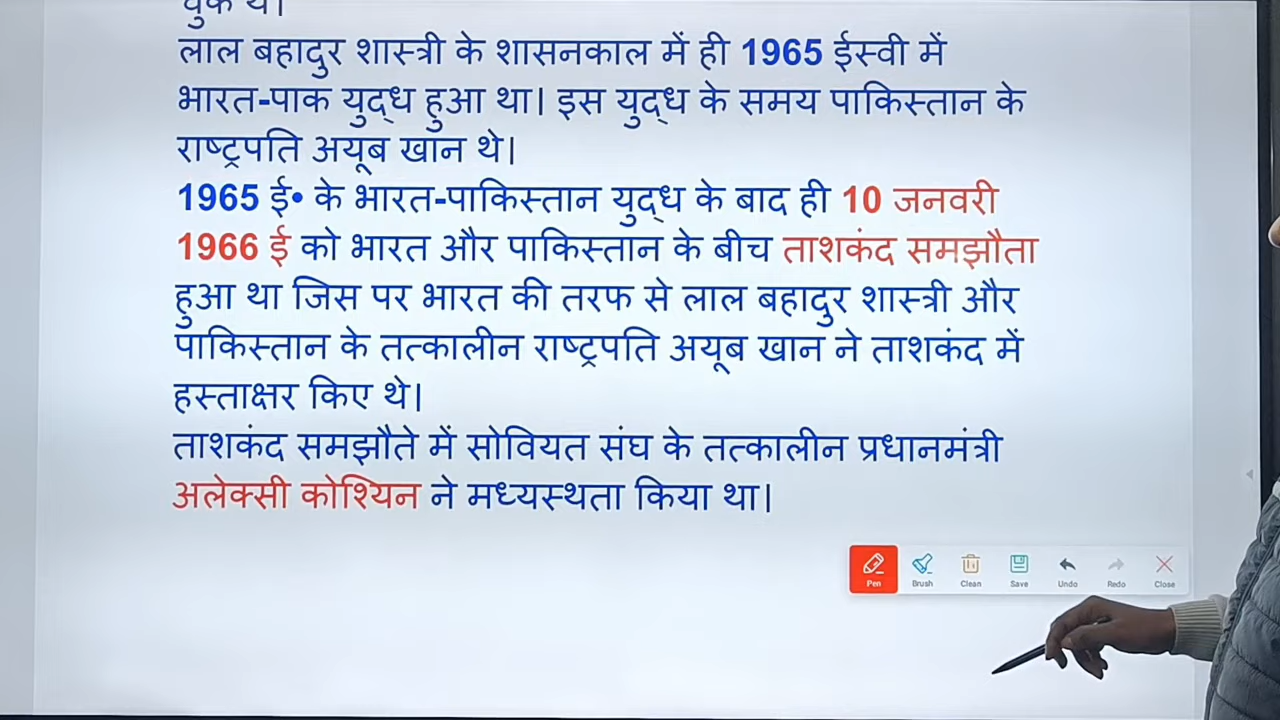 चुके थे।
लाल बहादुर शास्त्री के शासनकाल में ही 1965 ईस्वी में
भारत-पाक युद्ध हुआ था। इस युद्ध के समय पाकिस्तान के
राष्ट्रपति अयूब खान थे।
1965 ई• के भारत-पाकिस्तान युद्ध के बाद ही 10 जनवरी
1966 ई को भारत और पाकिस्तान के बीच ताशकंद समझौता
हुआ था जिस पर भारत की तरफ से लाल बहादुर शास्त्री और
पाकिस्तान के तत्कालीन राष्ट्रपति अयूब खान ने ताशकंद में
हस्ताक्षर किए थे।
ताशकंद समझौते में सोवियत संघ के तत्कालीन प्रधानमंत्री
अलेक्सी कोश्यिन ने मध्यस्थता किया था।
Pen Brush Clean Save Undo Redo Close